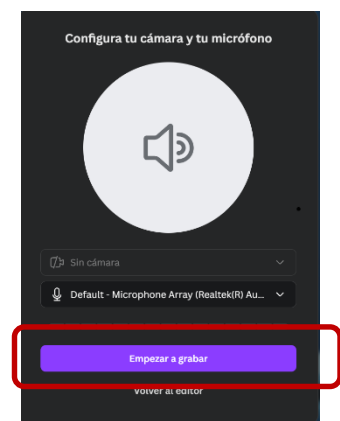 Configura tu cámara y tu micrófono
Sin cámara
Default - Microphone Array (Realtek(R) Au...
Empezar a grabar
Volver al editor